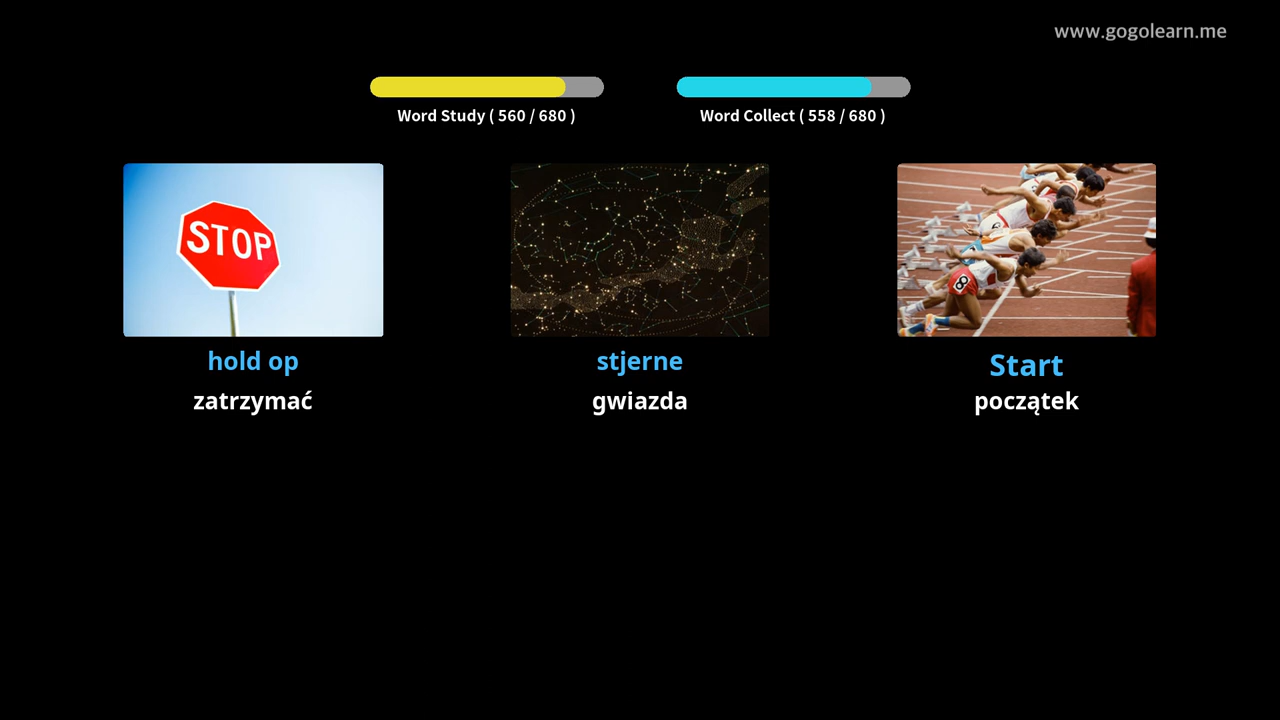 www.gogolearn.me
Word Study ( 560 / 680 )
Word Collect ( 558 / 680 )
STOP
8
hold op
stjerne
Start
zatrzymać
gwiazda
początek